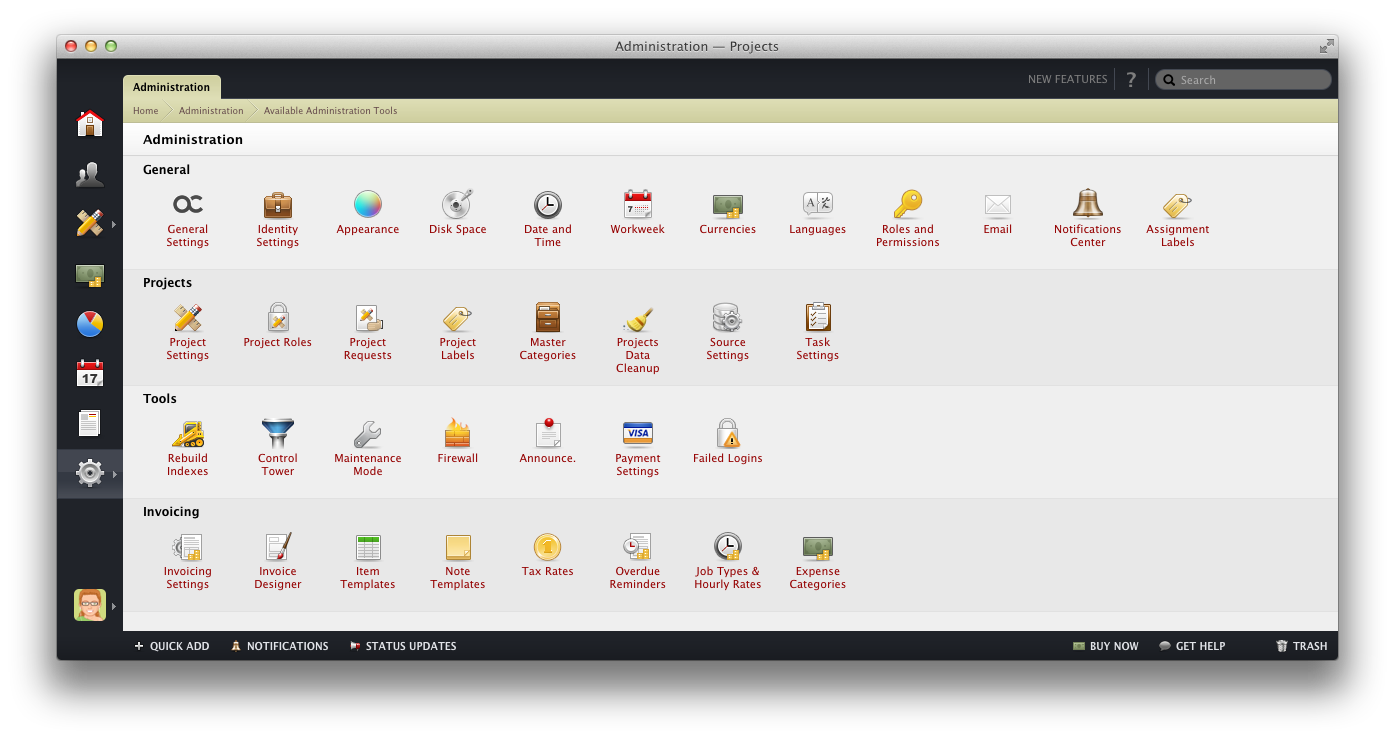 Administration — Projects
Administration
NEW FEATURES
?
Search
Home
Administration
Available Administration Tools
Administration
General
General
Settings
Identity
Settings
Appearance
Disk Space
Date and
Time
7
Workweek
Currencies
Languages
Roles and
Permissions
Email
Notifications
Center
Assignment
Labels
Projects
Project
Settings
Project Roles
Project
Requests
Project
Labels
Master
Categories
Projects
Data
Cleanup
Source
Settings
Task
Settings
17
Tools
Rebuild
Indexes
Control
Tower
Maintenance
Mode
Firewall
Announce.
VISA
Payment
Settings
Failed Logins
Invoicing
Invoicing
Settings
Invoice
Designer
Item
Templates
Note
Templates
1
Tax Rates
Overdue
Reminders
Job Types &
Hourly Rates
Expense
Categories
QUICK ADD
NOTIFICATIONS
STATUS UPDATES
BUY NOW
GET HELP
TRASH